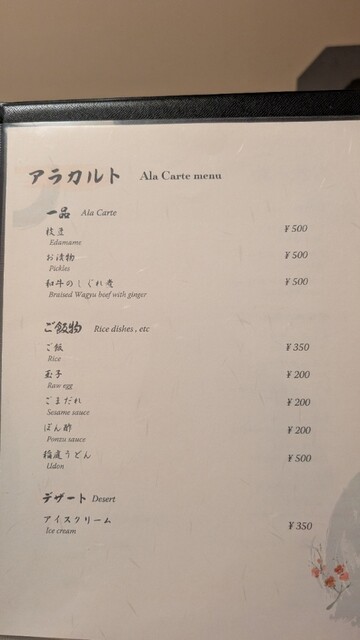 アラカルト Ala Carte menu
一品 Ala Carte
枝豆 ¥500
Edamame
お漬物 ¥500
Pickles
和牛のしぐれ煮 ¥500
Braised Wagyu beef with ginger
ご飯物 Rice dishes, etc
ご飯 ¥350
Rice
玉子 ¥200
Raw egg
ごまだれ ¥200
Sesame sauce
ぽん酢 ¥200
Ponzu sauce
稲庭うどん ¥500
Udon
デザート Desert
アイスクリーム ¥350
Ice cream